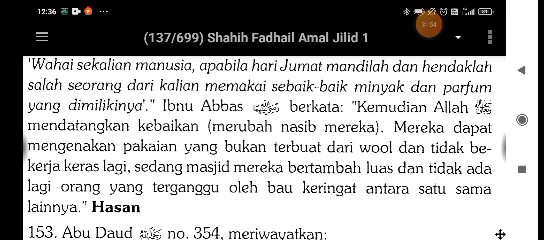 12:36
31:54
(137/699) Shahih Fadhail Amal Jilid 1
'Wahai sekalian manusia, apabila hari Jumat mandilah dan hendaklah
salah seorang dari kalian memakai sebaik-baik minyak dan parfum
yang dimilikinya'." Ibnu Abbas berkata: "Kemudian Allah
mendatangkan kebaikan (merubah nasib mereka). Mereka dapat
mengenakan pakaian yang bukan terbuat dari wool dan tidak be-
kerja keras lagi, sedang masjid mereka bertambah luas dan tidak ada
lagi orang yang terganggu oleh bau keringat antara satu sama
lainnya." Hasan
153. Abu Daud no. 354, meriwayatkan: